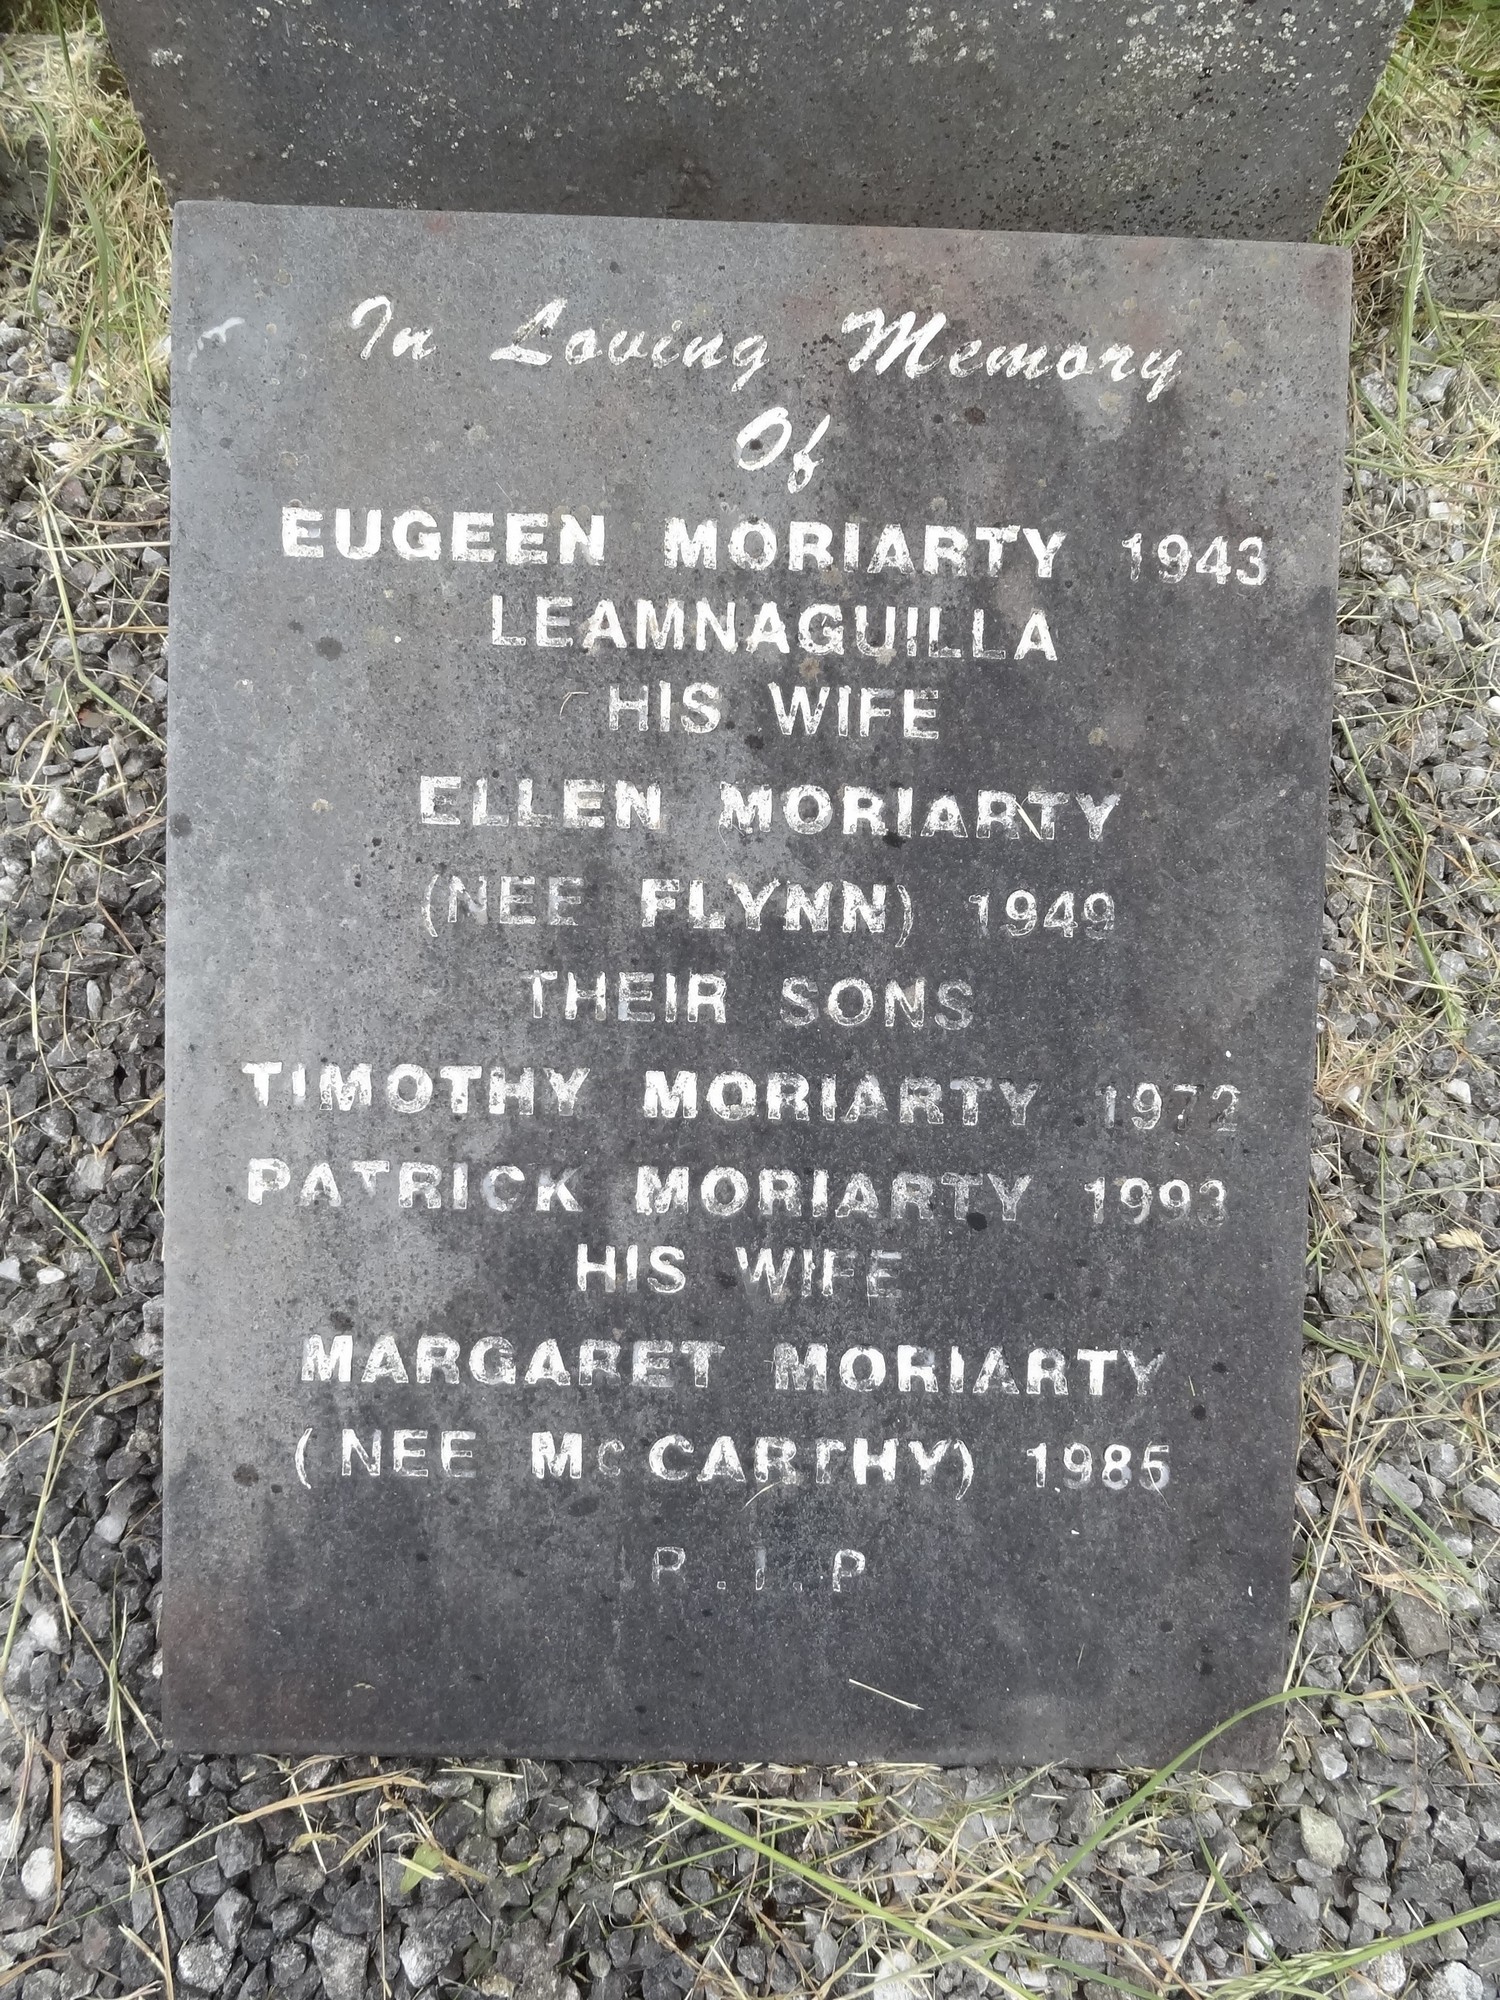 In Loving Memory
Of
EUGEEN MORIARTY 1943
LEAMNAGUILLA
HIS WIFE
ELLEN MORIARTY
(NEE FLYNN) 1949
THEIR SONS
TIMOTHY MORIARTY 1972
PATRICK MORIARTY 1993
HIS WIFE
MARGARET MORIARTY
(NEE McCARTHY) 1985
R.I.P